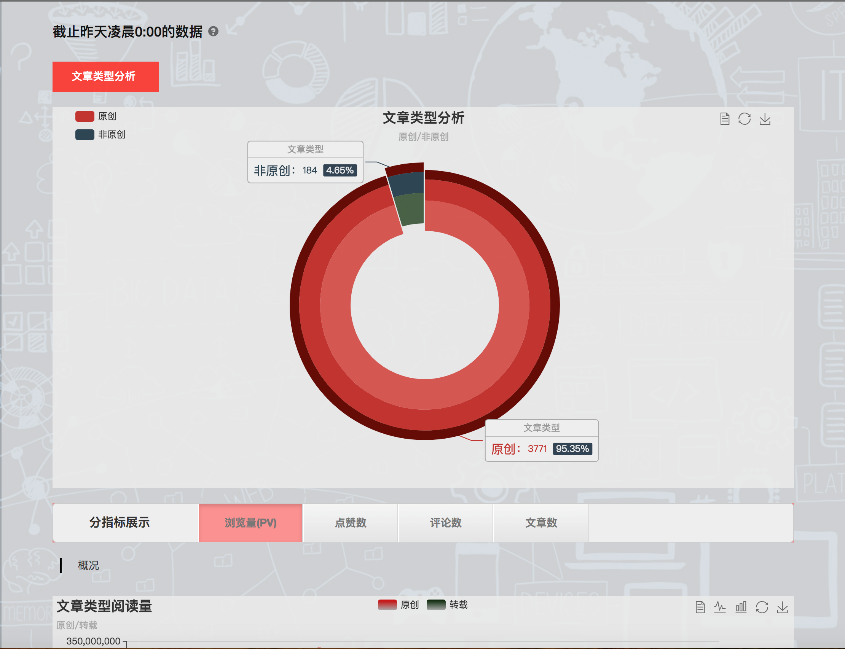 截止昨天凌晨0:00的数据 ?
文章类型分析
原创
非原创
文章类型分析
原创/非原创
文章类型
非原创： 184 4.65%
文章类型
原创： 3771 95.35%
分指标展示 浏览量(PV) 点赞数 评论数 文章数
概况
文章类型阅读量
原创/转载
原创 转载
350,000,000